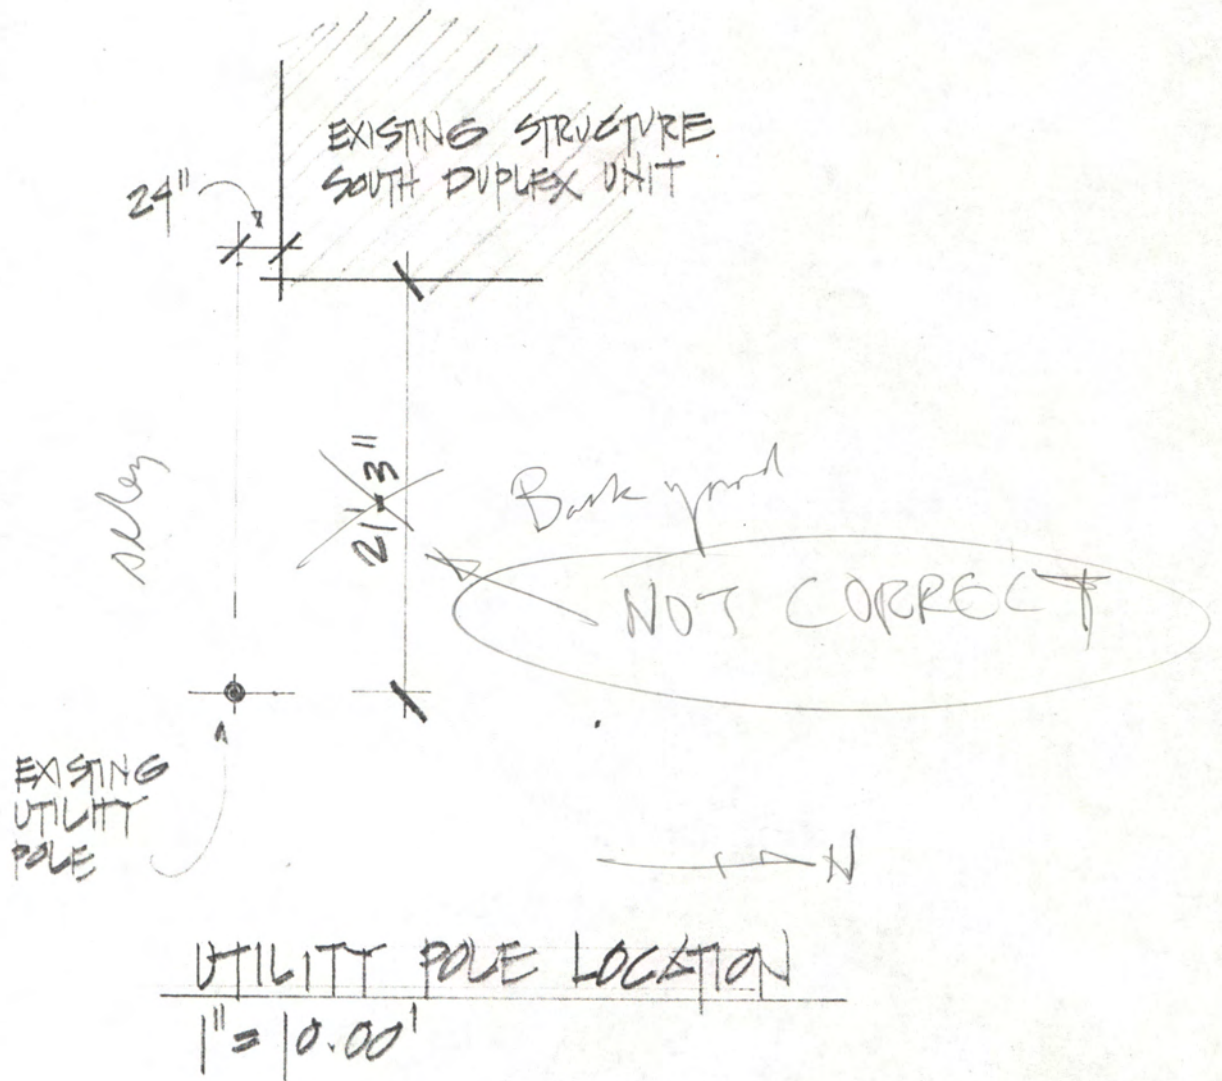 EXISTING STRUCTURE
SOUTH DUPLEX UNIT
24"
21'-3"
Back yard
NOT CORRECT
alley
EXISTING
UTILITY
POLE
N
UTILITY POLE LOCATION
1" = 10.00'